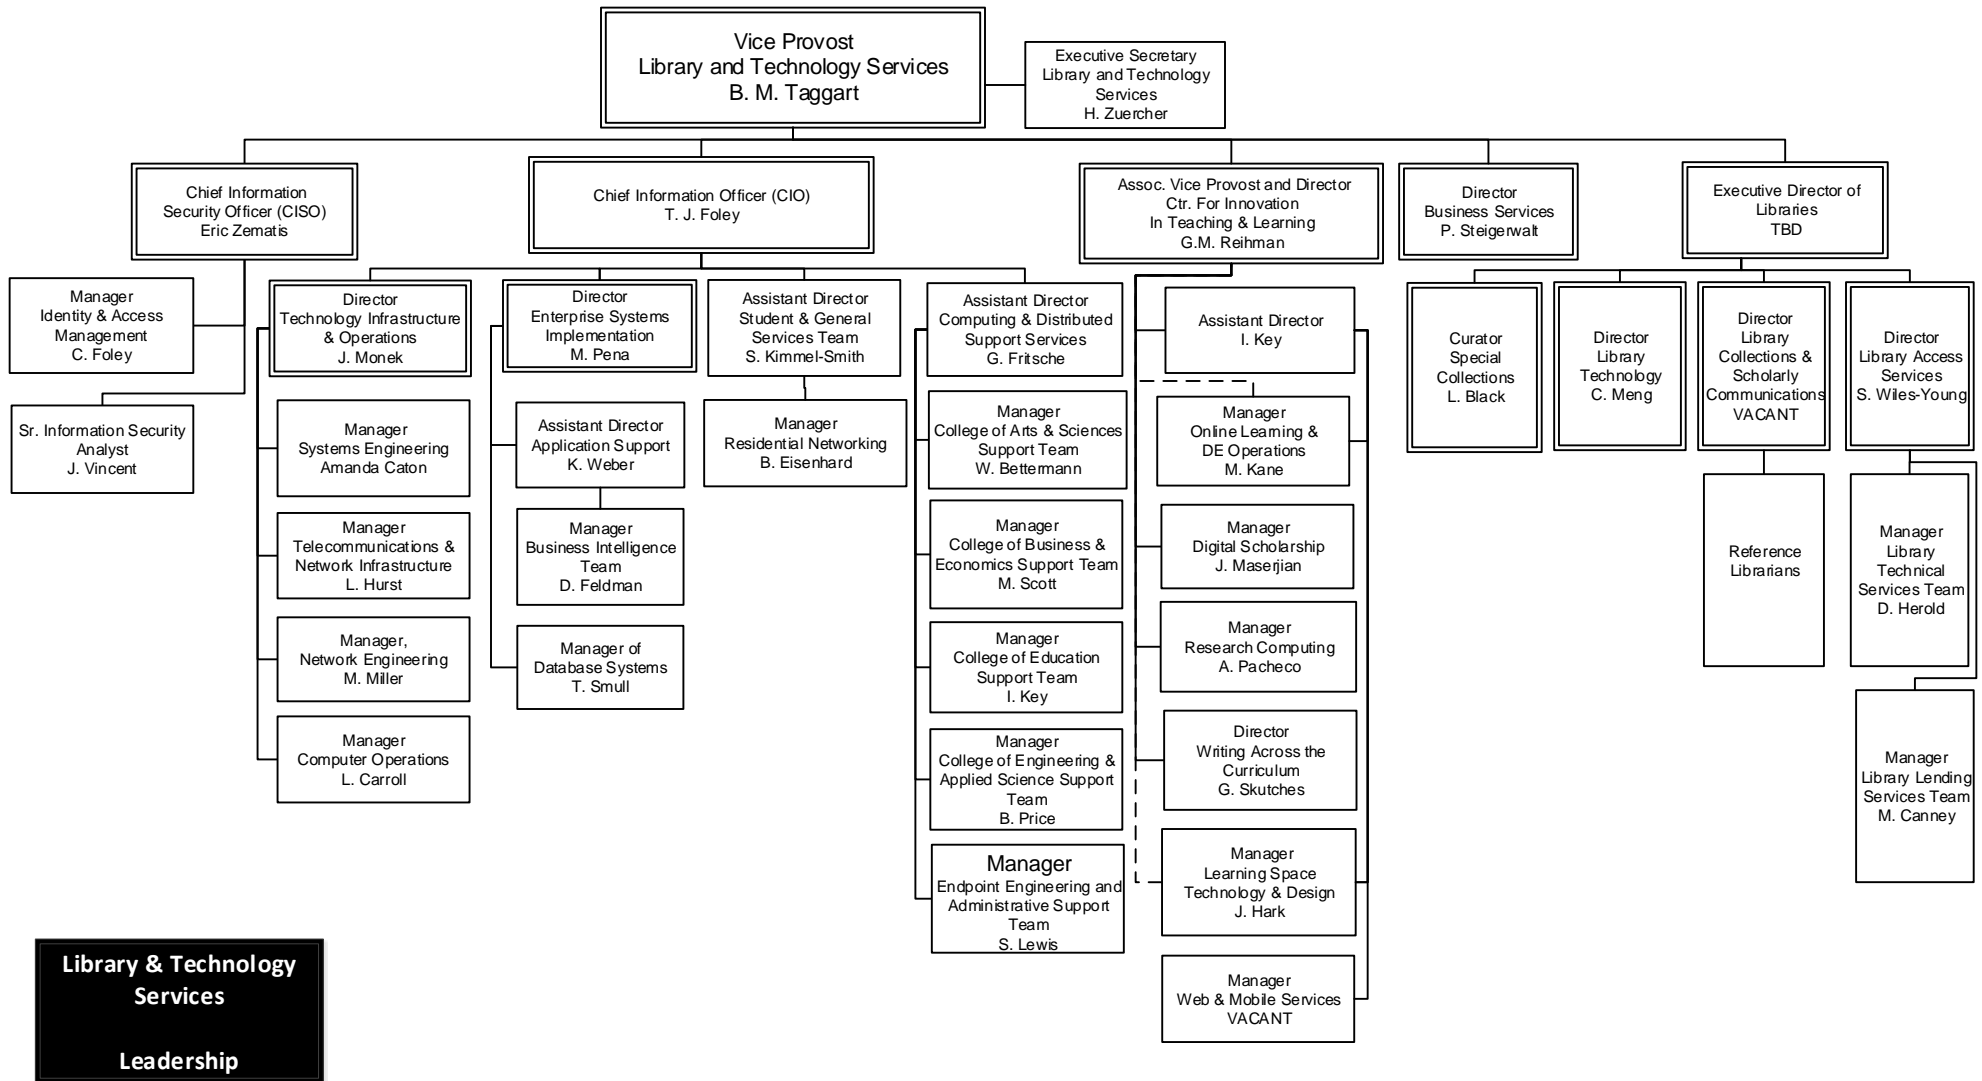 Vice Provost
Library and Technology Services
B. M. Taggart
Executive Secretary
Library and Technology
Services
H. Zuercher
Chief Information
Security Officer (CISO)
Eric Zematis
Chief Information Officer (CIO)
T. J. Foley
Assoc. Vice Provost and Director
Ctr. For Innovation
In Teaching & Learning
G.M. Reihman
Director
Business Services
P. Steigerwalt
Executive Director of
Libraries
TBD
Manager
Identity & Access
Management
C. Foley
Sr. Information Security
Analyst
J. Vincent
Director
Technology Infrastructure
& Operations
J. Monek
Manager
Systems Engineering
Amanda Caton
Manager
Telecommunications &
Network Infrastructure
L. Hurst
Manager,
Network Engineering
M. Miller
Manager
Computer Operations
L. Carroll
Director
Enterprise Systems
Implementation
M. Pena
Assistant Director
Application Support
K. Weber
Manager
Business Intelligence
Team
D. Feldman
Manager of
Database Systems
T. Smull
Assistant Director
Student & General
Services Team
S. Kimmel-Smith
Manager
Residential Networking
B. Eisenhard
Assistant Director
Computing & Distributed
Support Services
G. Fritsche
Manager
College of Arts & Sciences
Support Team
W. Bettermann
Manager
College of Business &
Economics Support Team
M. Scott
Manager
College of Education
Support Team
I. Key
Manager
College of Engineering &
Applied Science Support
Team
B. Price
Manager
Endpoint Engineering and
Administrative Support
Team
S. Lewis
Assistant Director
I. Key
Manager
Online Learning &
DE Operations
M. Kane
Manager
Digital Scholarship
J. Maserjian
Manager
Research Computing
A. Pacheco
Director
Writing Across the
Curriculum
G. Skutches
Manager
Learning Space
Technology & Design
J. Hark
Manager
Web & Mobile Services
VACANT
Curator
Special
Collections
L. Black
Director
Library
Technology
C. Meng
Director
Library
Collections &
Scholarly
Communications
VACANT
Reference
Librarians
Director
Library Access
Services
S. Wiles-Young
Manager
Library
Technical
Services Team
D. Herold
Manager
Library Lending
Services Team
M. Canney
Library & Technology
Services
Leadership